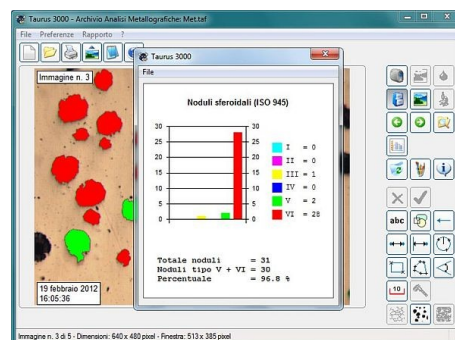 Taurus 3000 - Archivio Analisi Metallografiche: Met.taf
File Preferenze Rapporto ?
Immagine n. 3
Taurus 3000
File
Noduli sferoidali (ISO 945)
30 30
25 25
20 20
15 15
10 10
5 5
0 0
I = 0
II = 0
III = 1
IV = 0
V = 2
VI = 28
Totale noduli = 31
Noduli tipo V + VI = 30
Percentuale = 96.8 %
19 febbraio 2012
16:05:36
abc
10
Immagine n. 3 di 5 - Dimensioni: 640 x 480 pixel - Finestra: 513 x 385 pixel